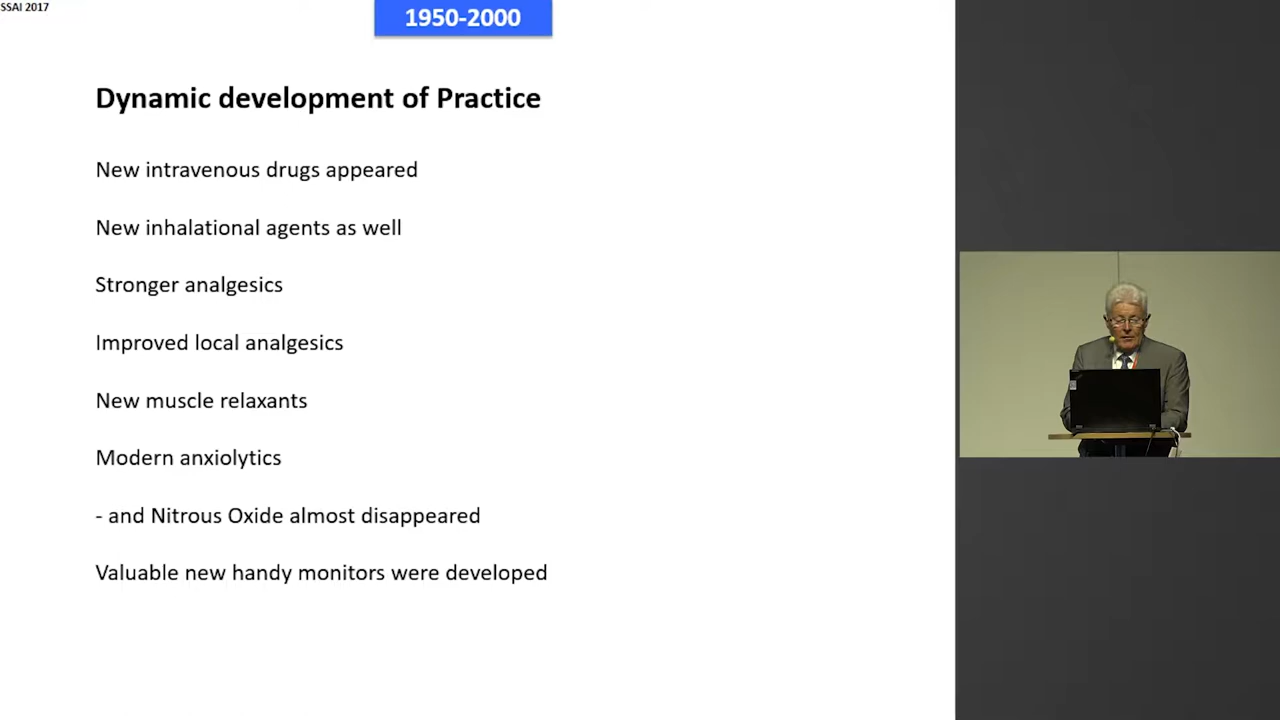 SSAI 2017
1950-2000
Dynamic development of Practice
New intravenous drugs appeared
New inhalational agents as well
Stronger analgesics
Improved local analgesics
New muscle relaxants
Modern anxiolytics
- and Nitrous Oxide almost disappeared
Valuable new handy monitors were developed